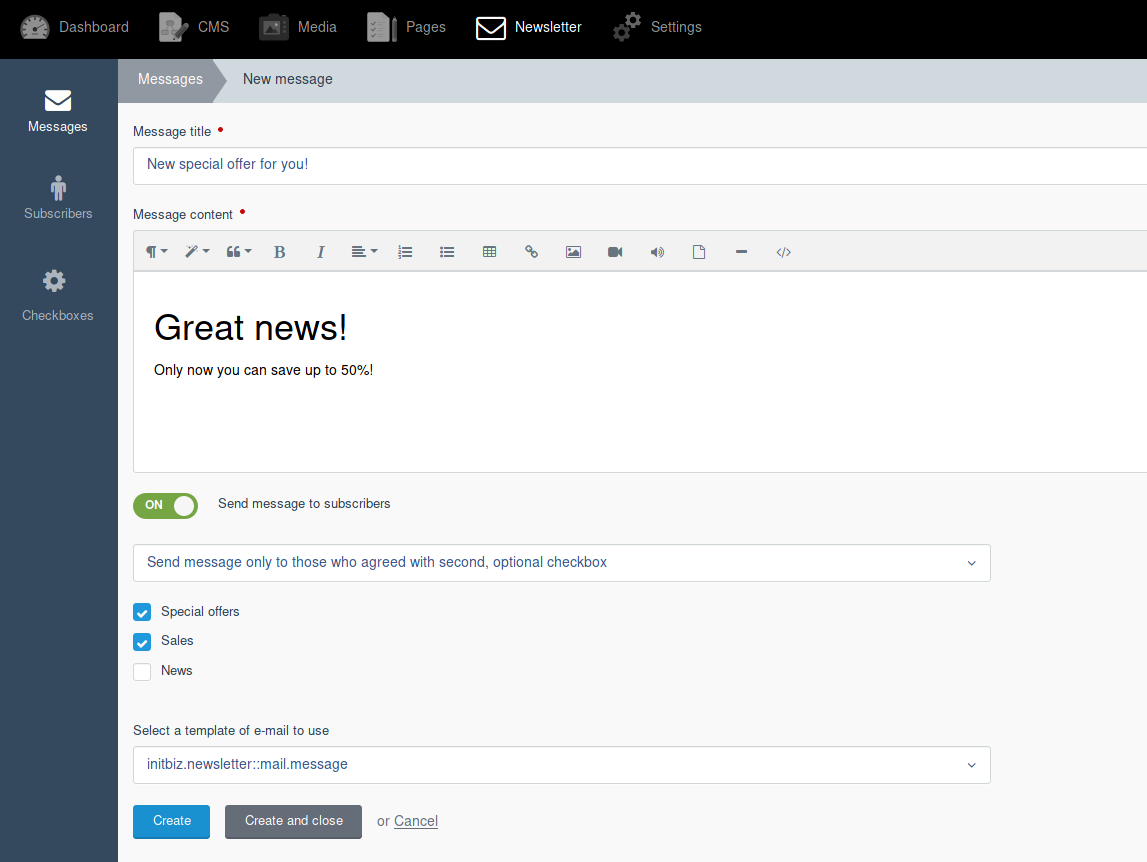 Dashboard CMS Media Pages Newsletter Settings
Messages New message
Messages
Subscribers
Checkboxes
Message title •
New special offer for you!
Message content •
¶ B I </>
Great news!
Only now you can save up to 50%!
ON Send message to subscribers
Send message only to those who agreed with second, optional checkbox
Special offers
Sales
News
Select a template of e-mail to use
initbiz.newsletter::mail.message
Create Create and close or Cancel